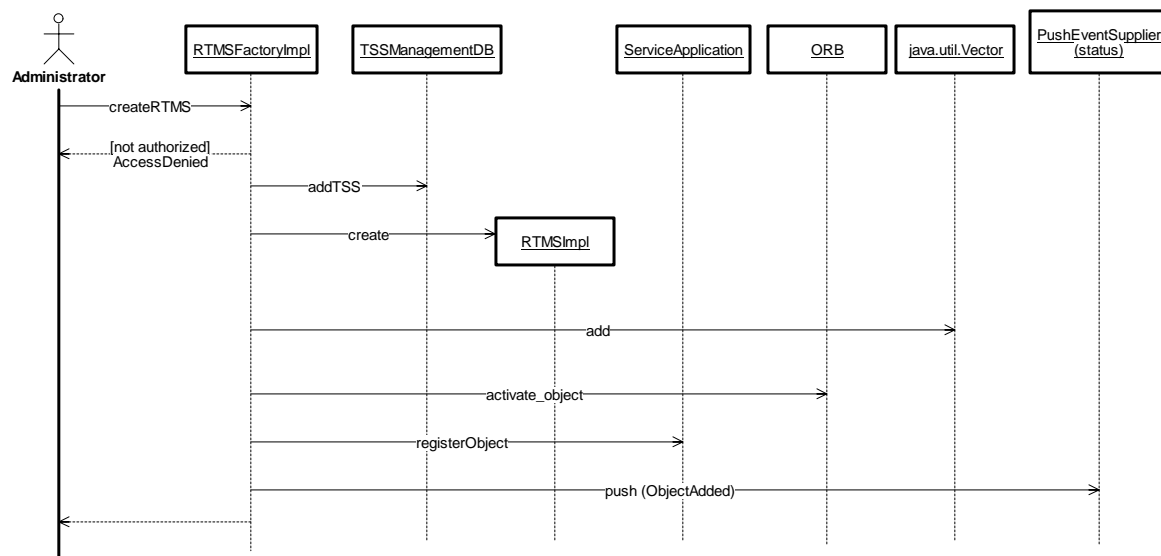 Administrator
RTMSFactoryImpl
TSSManagementDB
ServiceApplication
ORB
java.util.Vector
PushEventSupplier
(status)
createRTMS
[not authorized]
AccessDenied
addTSS
create
RTMSImpl
add
activate_object
registerObject
push (ObjectAdded)